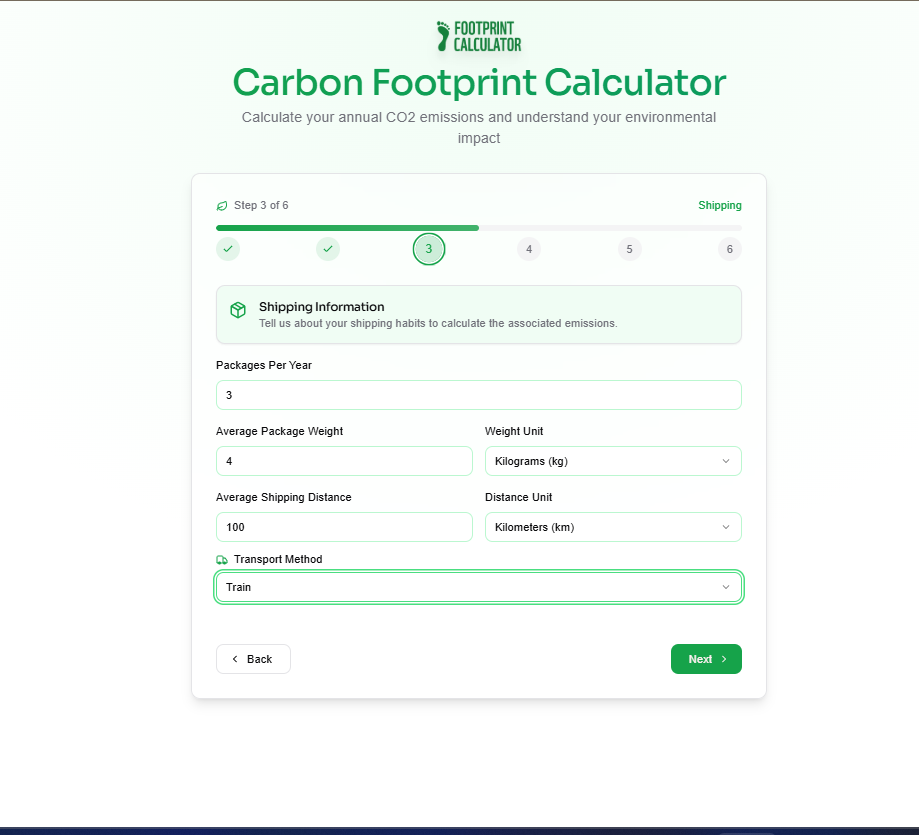 FOOTPRINT
CALCULATOR
Carbon Footprint Calculator
Calculate your annual CO2 emissions and understand your environmental
impact
Step 3 of 6
Shipping
3
4
5
6
Shipping Information
Tell us about your shipping habits to calculate the associated emissions.
Packages Per Year
3
Average Package Weight
Weight Unit
4
Kilograms (kg)
Average Shipping Distance
Distance Unit
100
Kilometers (km)
Transport Method
Train
Back
Next